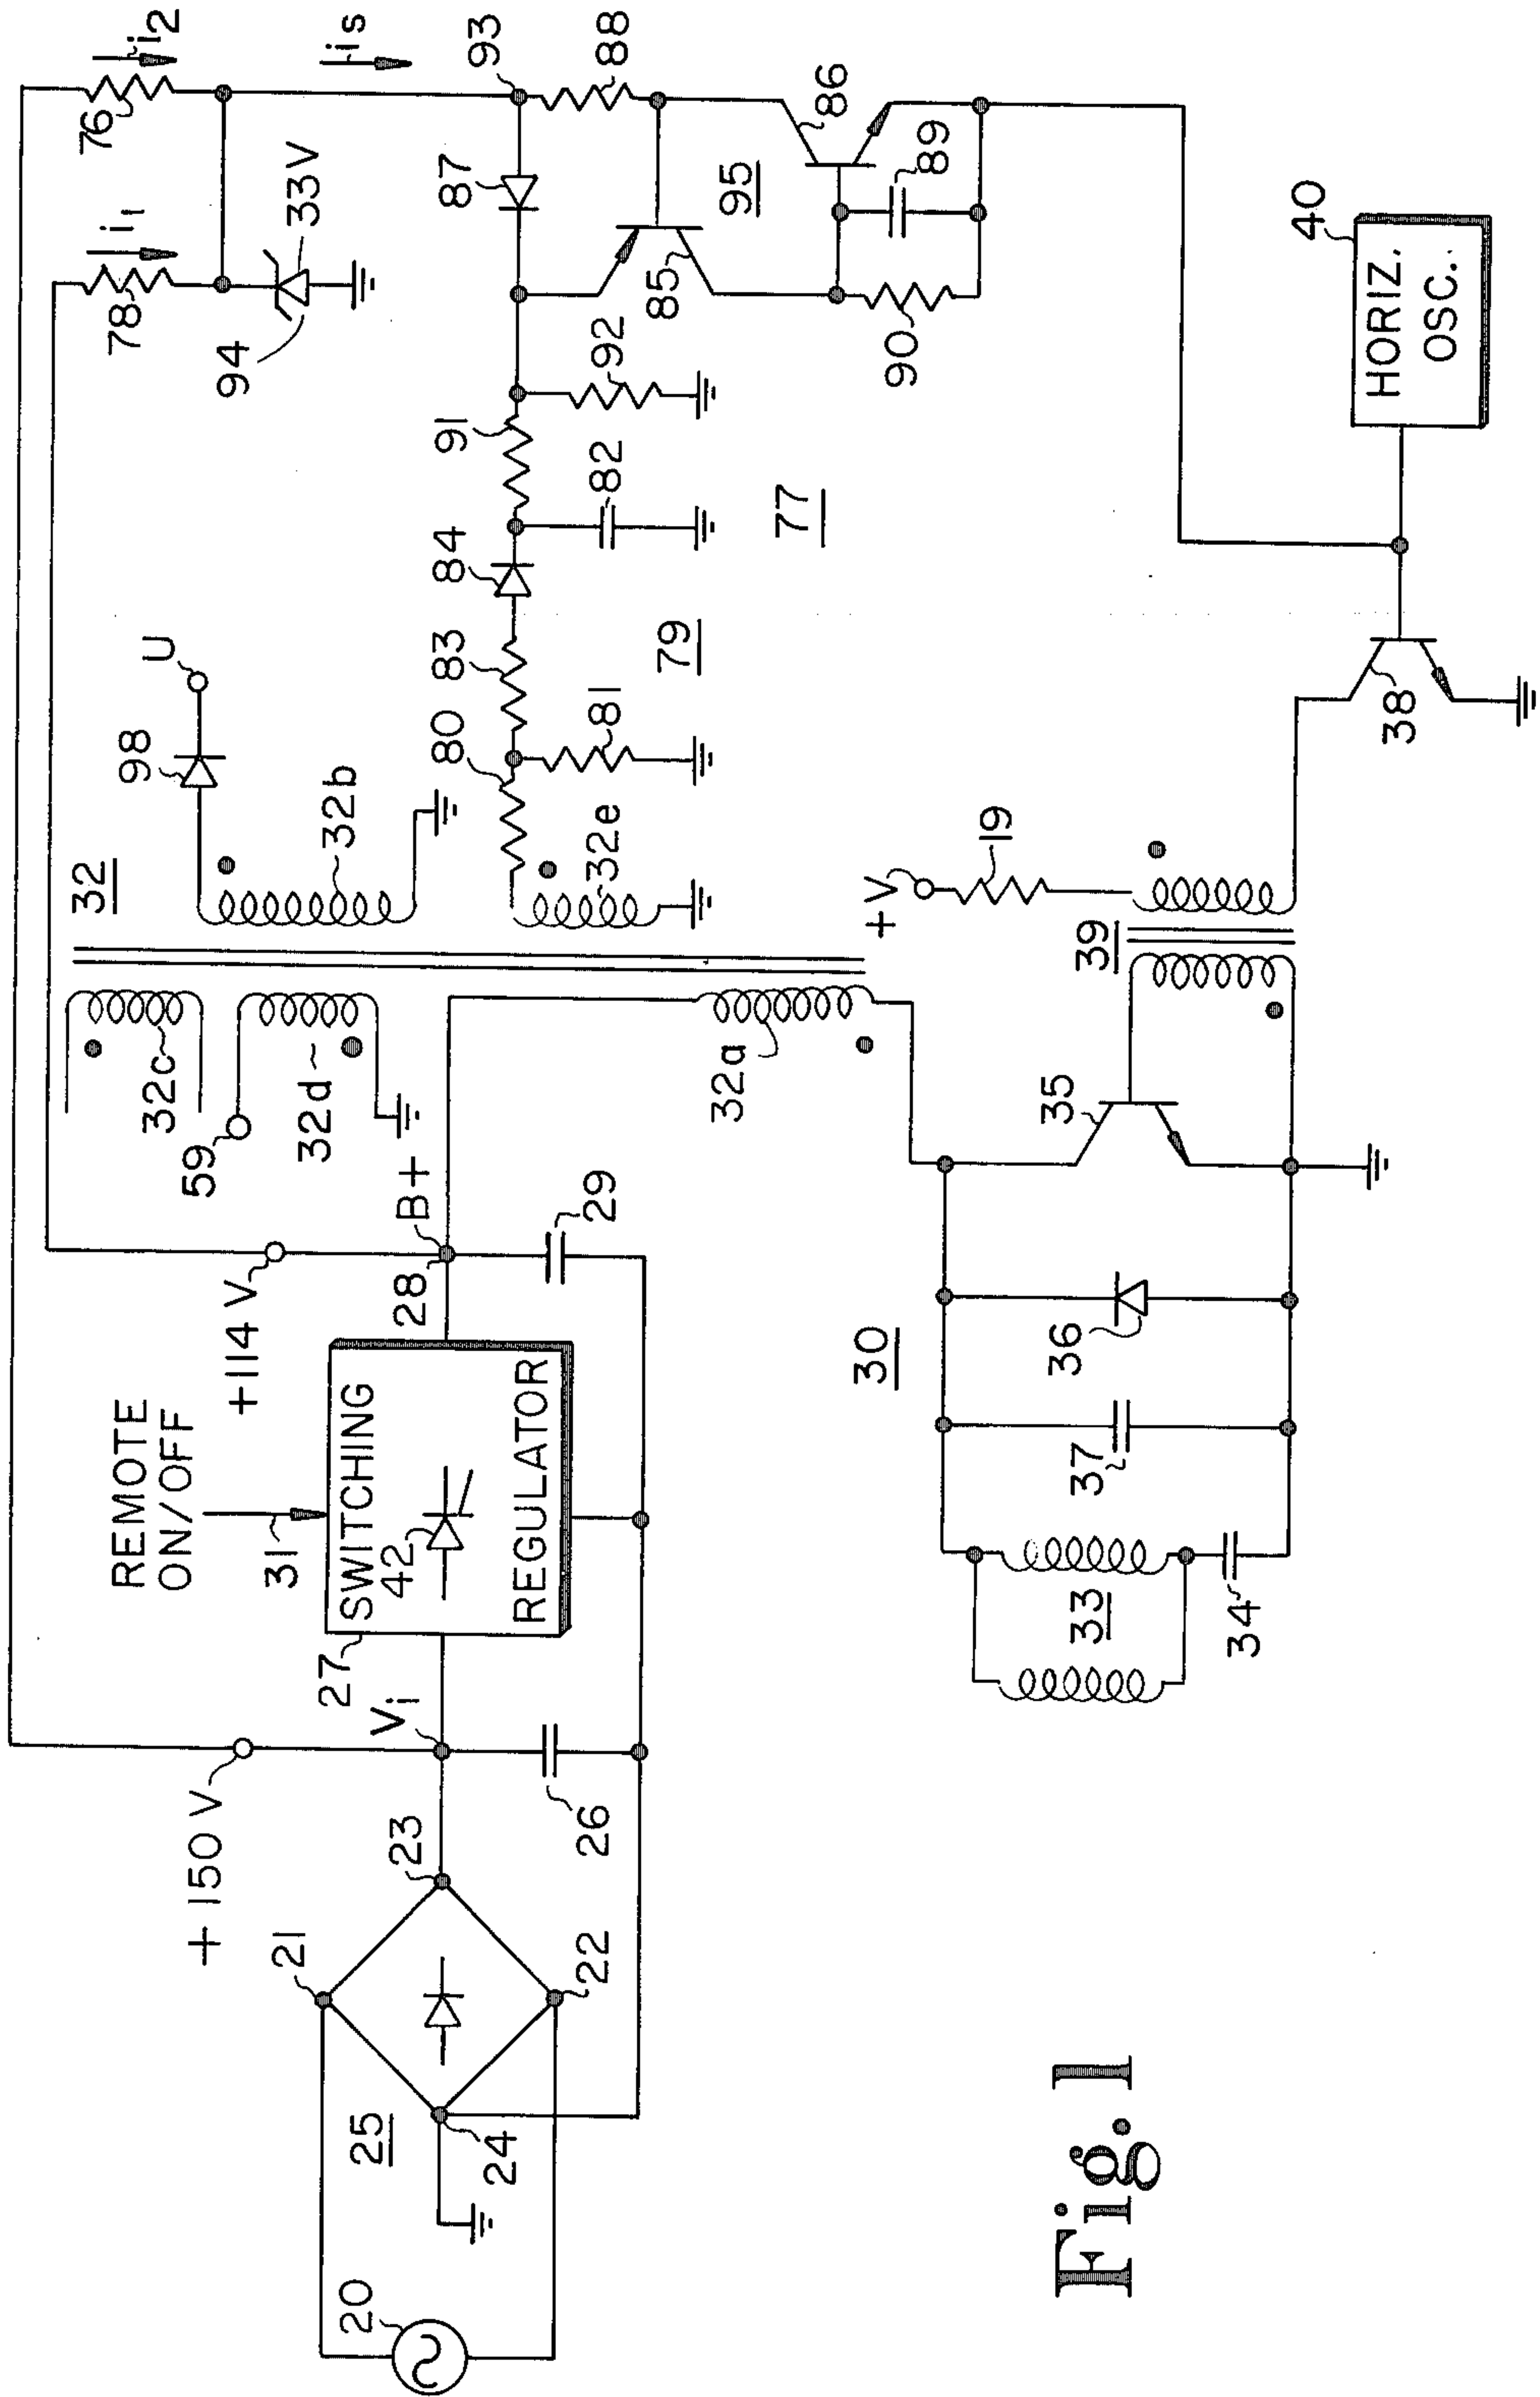 REMOTE
ON/OFF
+150 V
+114 V
31
27
SWITCHING
42
REGULATOR
Vi
28
B+
29
26
20
21
22
23
24
25
32
32c
59
32d
32b
98
U
32a
32e
80
81
83
84
79
82
91
92
77
78
i1
76
i2
94
33V
is
93
87
88
85
95
86
89
90
+V
19
39
38
40
HORIZ.
OSC.
30
33
34
37
36
35
Fig. 1